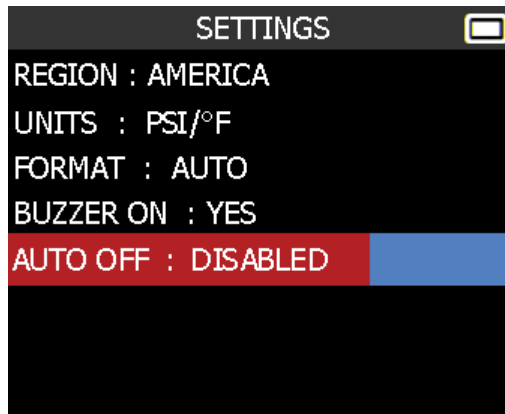 SETTINGS
REGION : AMERICA
UNITS : PSI/°F
FORMAT : AUTO
BUZZER ON : YES
AUTO OFF : DISABLED